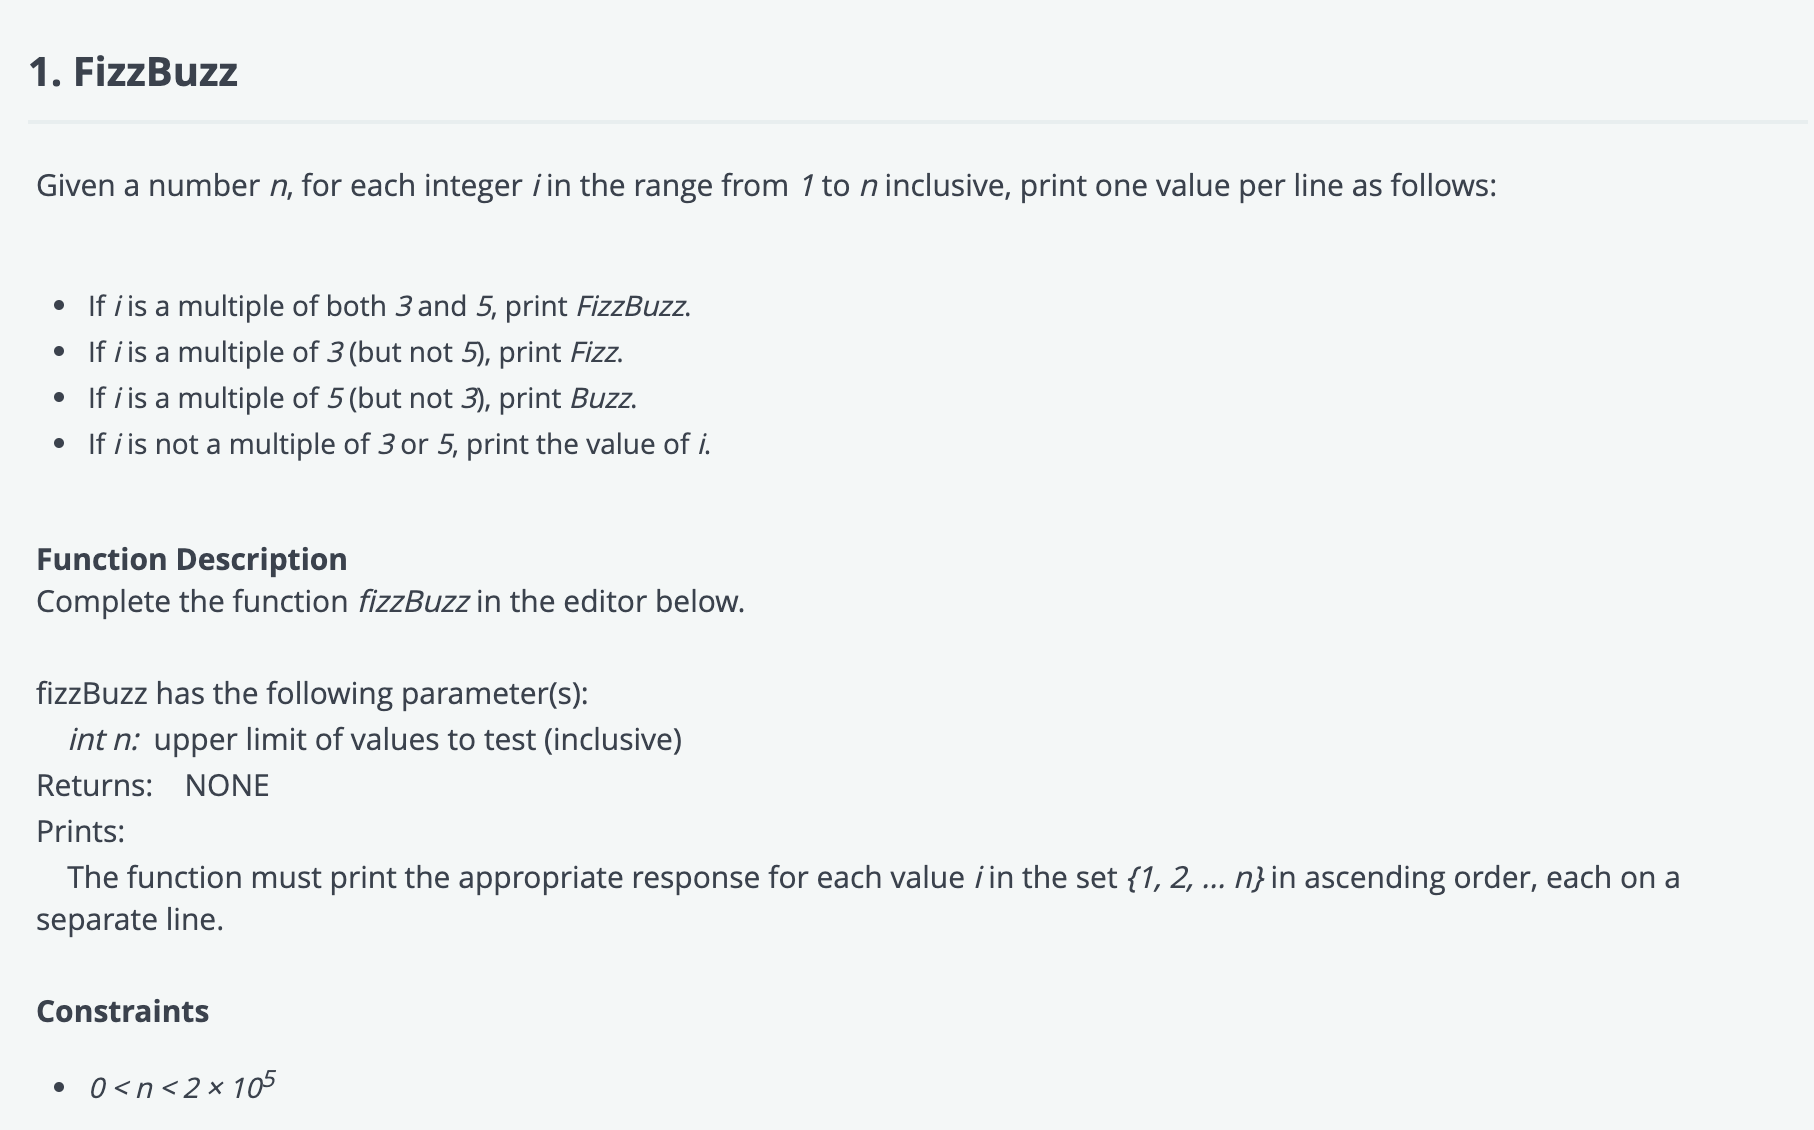 1. FizzBuzz
Given a number n, for each integer i in the range from 1 to n inclusive, print one value per line as follows:
• If i is a multiple of both 3 and 5, print FizzBuzz.
• If i is a multiple of 3 (but not 5), print Fizz.
• If i is a multiple of 5 (but not 3), print Buzz.
• If i is not a multiple of 3 or 5, print the value of i.
Function Description
Complete the function fizzBuzz in the editor below.
fizzBuzz has the following parameter(s):
int n: upper limit of values to test (inclusive)
Returns: NONE
Prints:
The function must print the appropriate response for each value i in the set {1, 2, ... n} in ascending order, each on a
separate line.
Constraints
• 0 < n < 2 × 10⁵